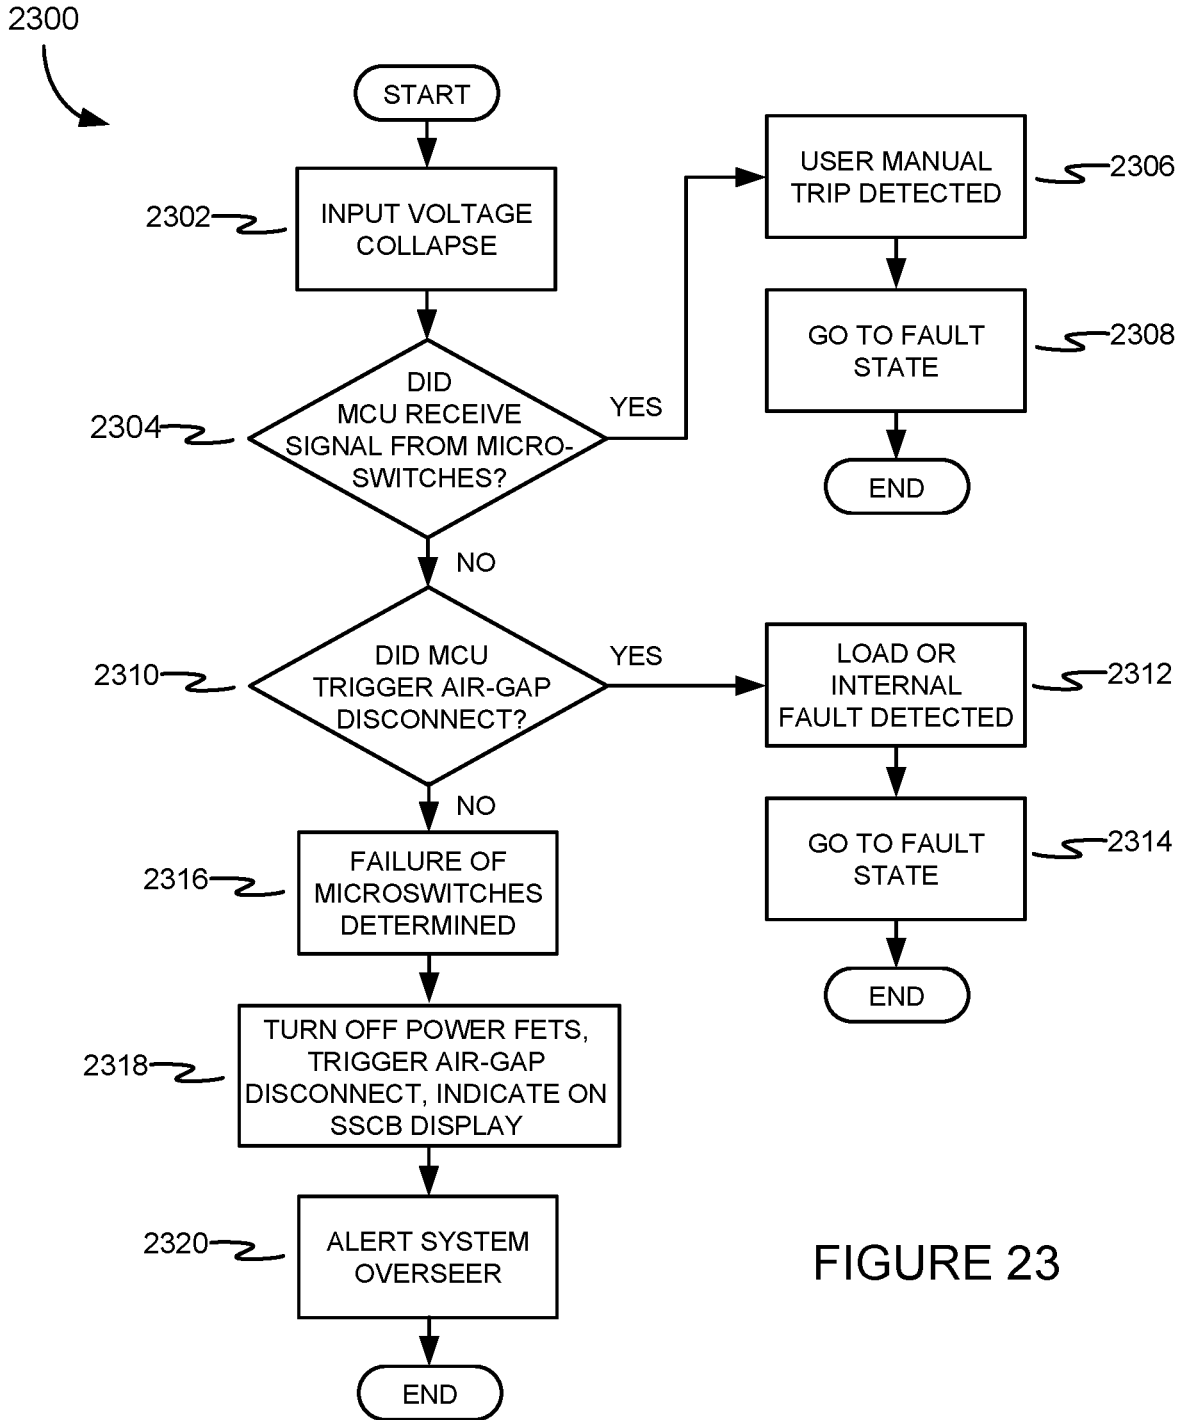 2300
START
2302
INPUT VOLTAGE
COLLAPSE
2304
DID
MCU RECEIVE
SIGNAL FROM MICRO-
SWITCHES?
YES
USER MANUAL
TRIP DETECTED
2306
GO TO FAULT
STATE
2308
END
NO
2310
DID MCU
TRIGGER AIR-GAP
DISCONNECT?
YES
LOAD OR
INTERNAL
FAULT DETECTED
2312
GO TO FAULT
STATE
2314
END
NO
2316
FAILURE OF
MICROSWITCHES
DETERMINED
2318
TURN OFF POWER FETS,
TRIGGER AIR-GAP
DISCONNECT, INDICATE ON
SSCB DISPLAY
2320
ALERT SYSTEM
OVERSEER
END
FIGURE 23